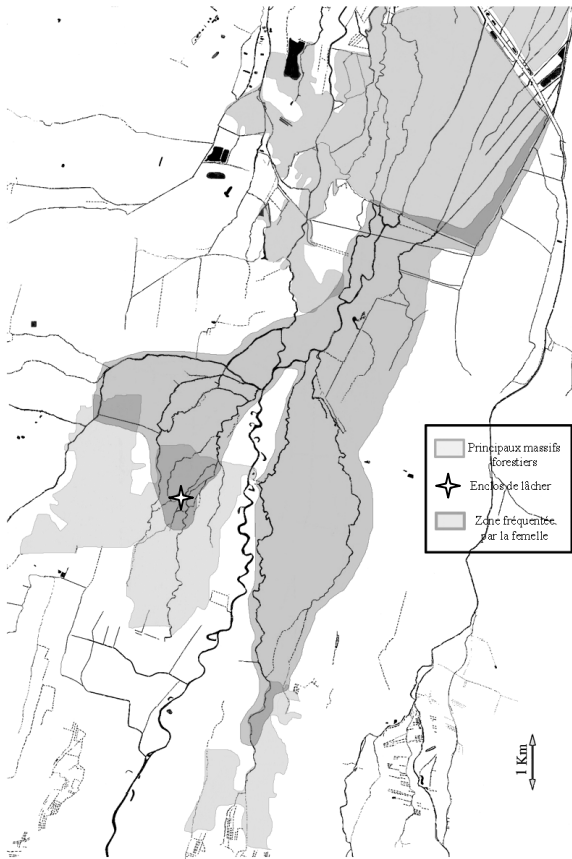 Principaux massifs
forestiers
Enclos de lâcher
Zone fréquentée
par la femelle
1 Km